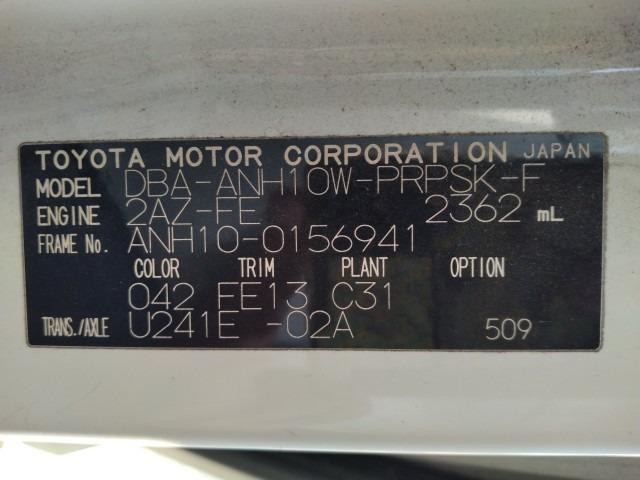 TOYOTA MOTOR CORPORATION JAPAN
MODEL DBA-ANH10W-PRPSK-F
ENGINE 2AZ-FE 2362 mL
FRAME No. ANH10-0156941
COLOR TRIM PLANT OPTION
042 EE13 C31
TRANS./AXLE U241E -02A 509